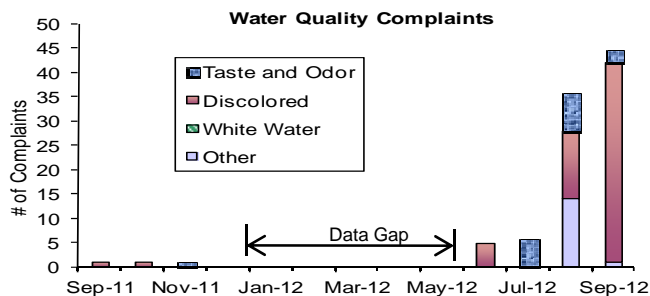 Water Quality Complaints
50
45
40
35
30
25
20
15
10
5
0
# of Complaints
Taste and Odor
Discolored
White Water
Other
Data Gap
Sep-11 Nov-11 Jan-12 Mar-12 May-12 Jul-12 Sep-12